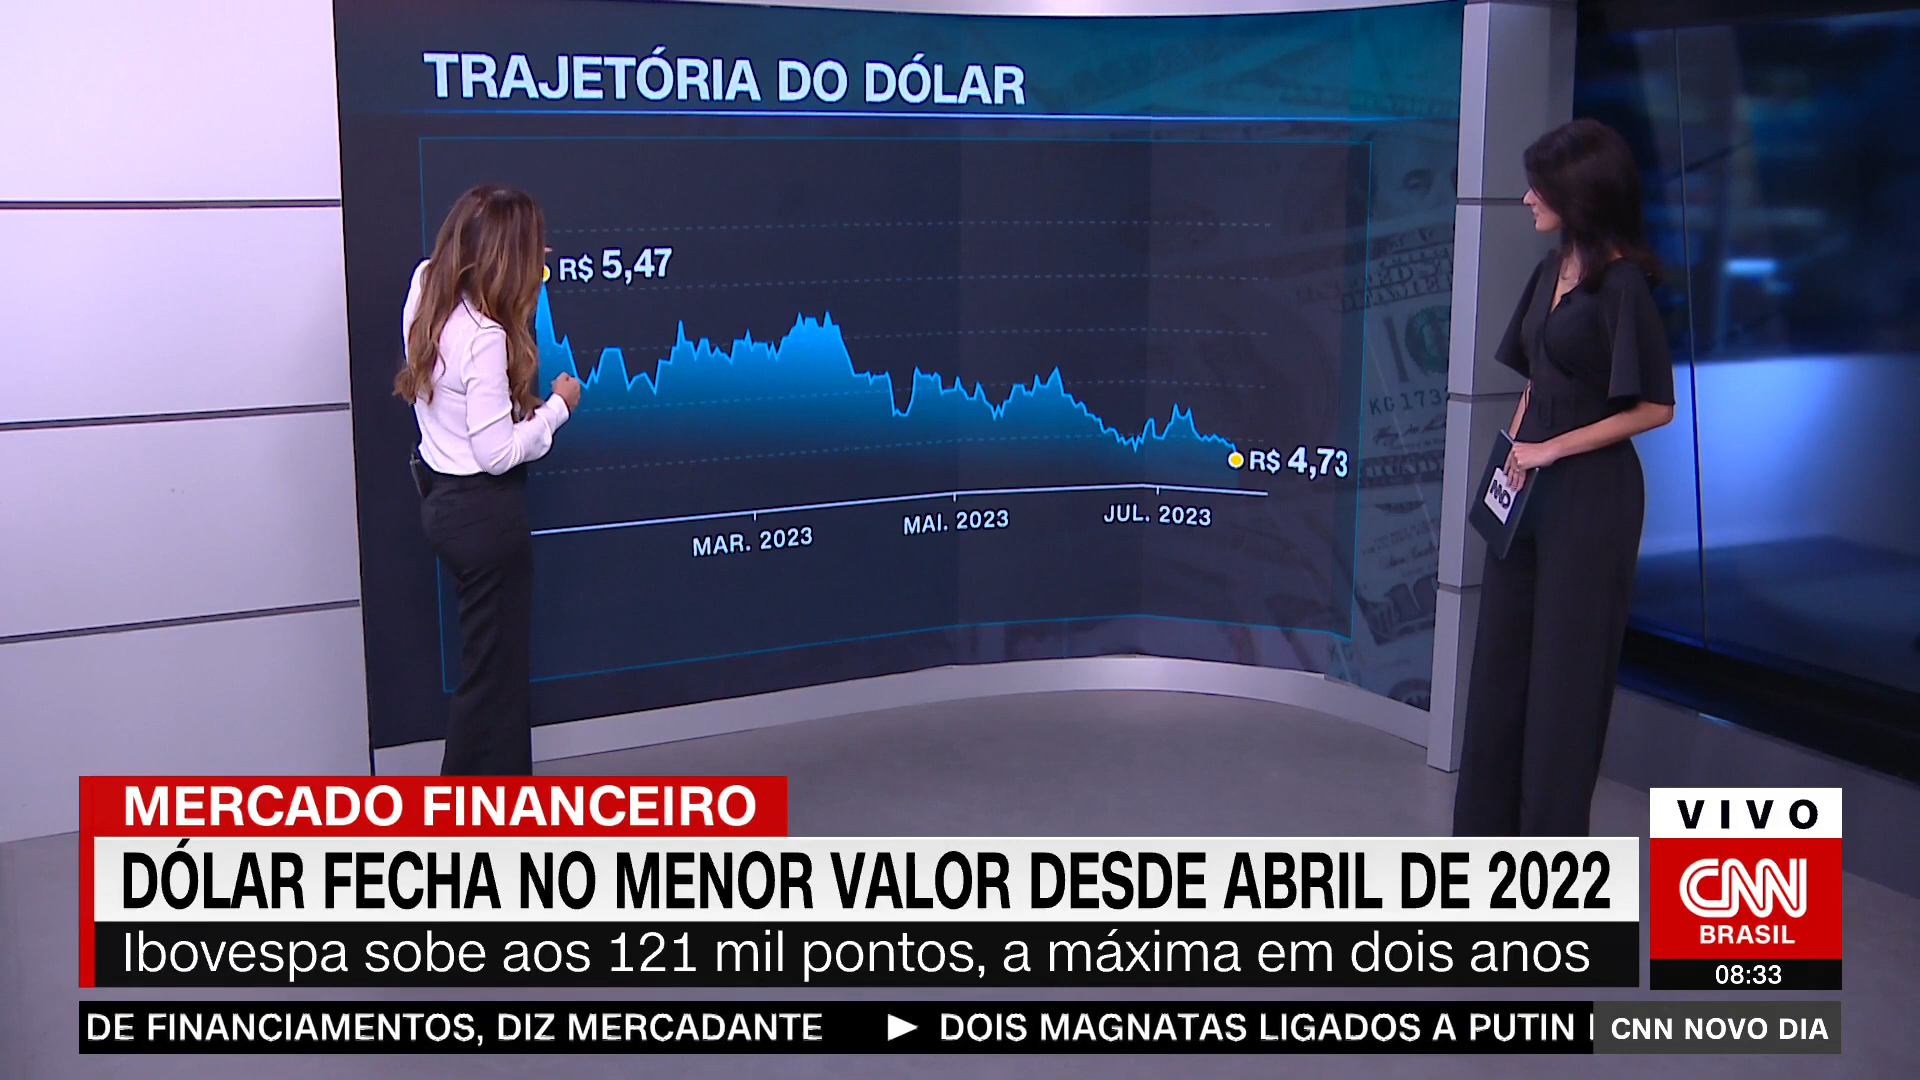 TRAJETÓRIA DO DÓLAR
R$ 5,47
R$ 4,73
MAR. 2023
MAI. 2023
JUL. 2023
KG 173
MERCADO FINANCEIRO
DÓLAR FECHA NO MENOR VALOR DESDE ABRIL DE 2022
Ibovespa sobe aos 121 mil pontos, a máxima em dois anos
VIVO
CNN
BRASIL
08:33
DE FINANCIAMENTOS, DIZ MERCADANTE ▶ DOIS MAGNATAS LIGADOS A PUTIN
CNN NOVO DIA